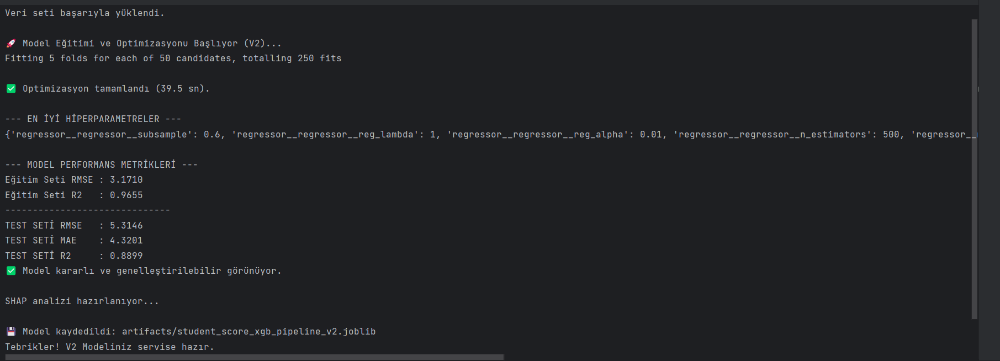 Veri seti başarıyla yüklendi.
🚀 Model Eğitimi ve Optimizasyonu Başlıyor (V2)...
Fitting 5 folds for each of 50 candidates, totalling 250 fits
✅ Optimizasyon tamamlandı (39.5 sn).
--- EN İYİ HİPERPARAMETRELER ---
{'regressor__regressor__subsample': 0.6, 'regressor__regressor__reg_lambda': 1, 'regressor__regressor__reg_alpha': 0.01, 'regressor__regressor__n_estimators': 500, 'regressor__
--- MODEL PERFORMANS METRİKLERİ ---
Eğitim Seti RMSE : 3.1710
Eğitim Seti R2   : 0.9655
------------------------------
TEST SETİ RMSE   : 5.3146
TEST SETİ MAE    : 4.3201
TEST SETİ R2     : 0.8899
✅ Model kararlı ve genelleştirilebilir görünüyor.
SHAP analizi hazırlanıyor...
💾 Model kaydedildi: artifacts/student_score_xgb_pipeline_v2.joblib
Tebrikler! V2 Modeliniz servise hazır.